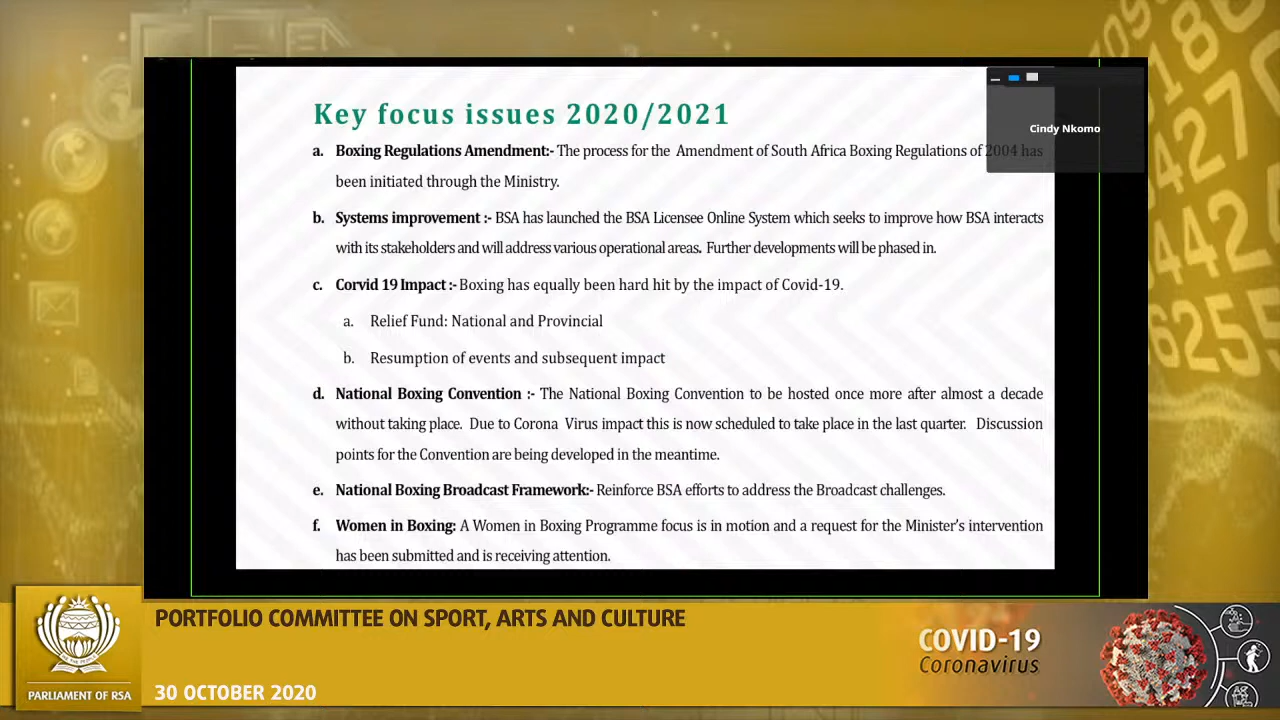 Key focus issues 2020/2021
Cindy Nkomo
a. Boxing Regulations Amendment:- The process for the Amendment of South Africa Boxing Regulations of 2004 has
been initiated through the Ministry.
b. Systems improvement :- BSA has launched the BSA Licensee Online System which seeks to improve how BSA interacts
with its stakeholders and will address various operational areas. Further developments will be phased in.
c. Corvid 19 Impact :- Boxing has equally been hard hit by the impact of Covid-19.
a. Relief Fund: National and Provincial
b. Resumption of events and subsequent impact
d. National Boxing Convention :- The National Boxing Convention to be hosted once more after almost a decade
without taking place. Due to Corona Virus impact this is now scheduled to take place in the last quarter. Discussion
points for the Convention are being developed in the meantime.
e. National Boxing Broadcast Framework:- Reinforce BSA efforts to address the Broadcast challenges.
f. Women in Boxing: A Women in Boxing Programme focus is in motion and a request for the Minister's intervention
has been submitted and is receiving attention.
PORTFOLIO COMMITTEE ON SPORT, ARTS AND CULTURE
COVID-19
Coronavirus
PARLIAMENT OF RSA
30 OCTOBER 2020